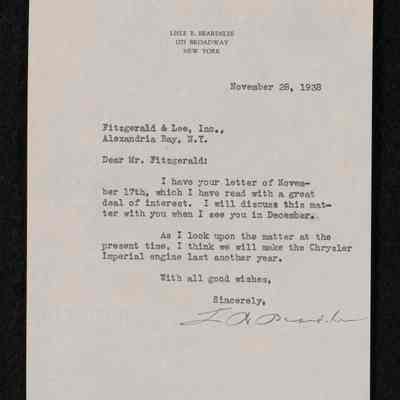 LISLE R. BEARDSLEE
1271 BROADWAY
NEW YORK
November 28, 1938
Fitzgerald & Lee, Inc.,
Alexandria Bay, N.Y.
Dear Mr. Fitzgerald:
I have your letter of Novem-
ber 17th, which I have read with a great
deal of interest. I will discuss this mat-
ter with you when I see you in December.
As I look upon the matter at the
present time, I think we will make the Chrysler
Imperial engine last another year.
With all good wishes,
Sincerely,